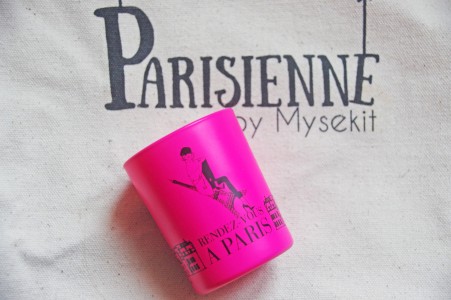 PARISIENNE
by Mysekit
RENDEZ-VOUS
A PARIS